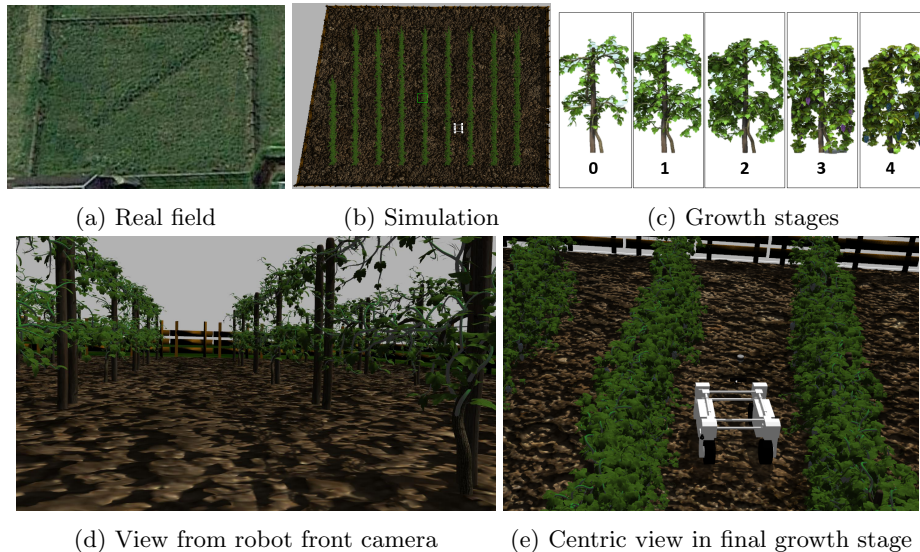 0
1
2
3
4
(a) Real field
(b) Simulation
(c) Growth stages
(d) View from robot front camera
(e) Centric view in final growth stage